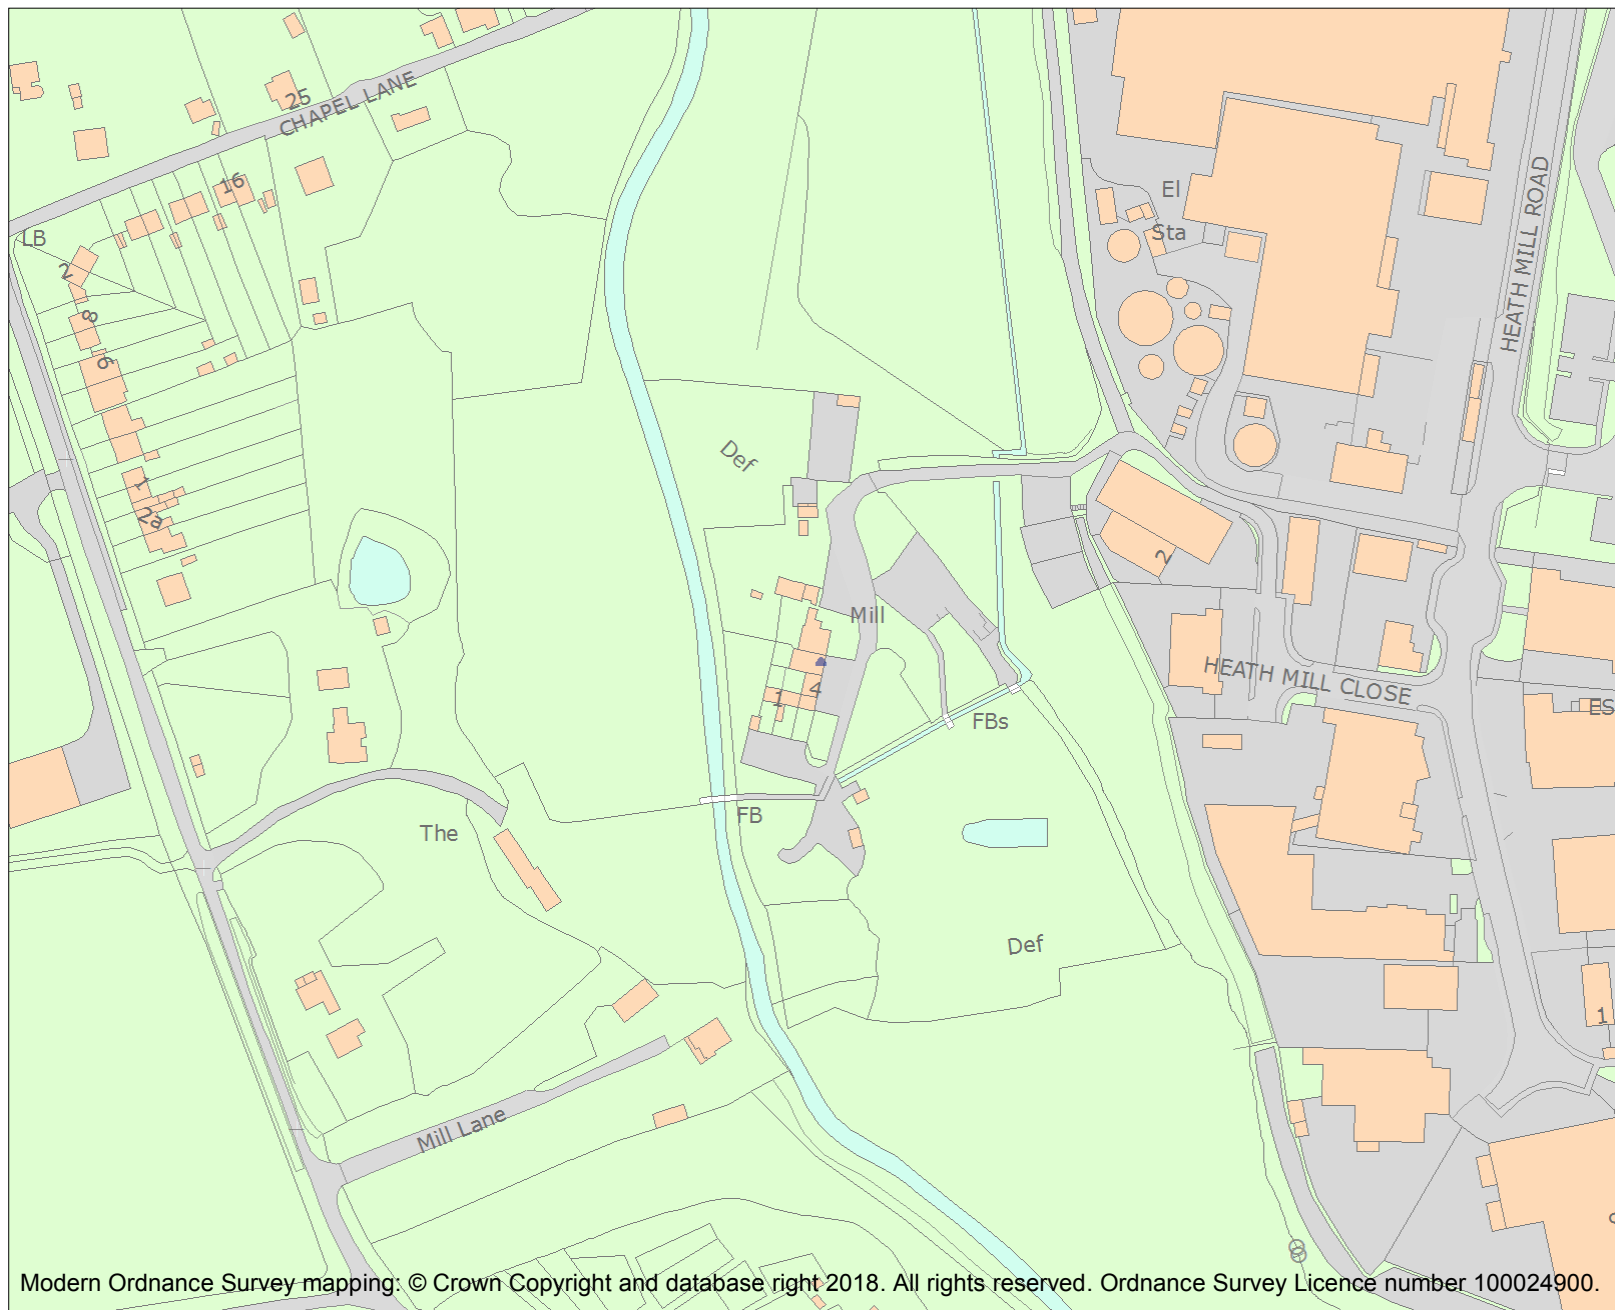 25
CHAPEL LANE
16
El
Sta
HEATH MILL ROAD
LB
2
8
6
Def
1
2a
2
Mill
4
1
HEATH MILL CLOSE
ES
FBs
FB
The
Def
1
Mill Lane
Modern Ordnance Survey mapping: © Crown Copyright and database right 2018. All rights reserved. Ordnance Survey Licence number 100024900.